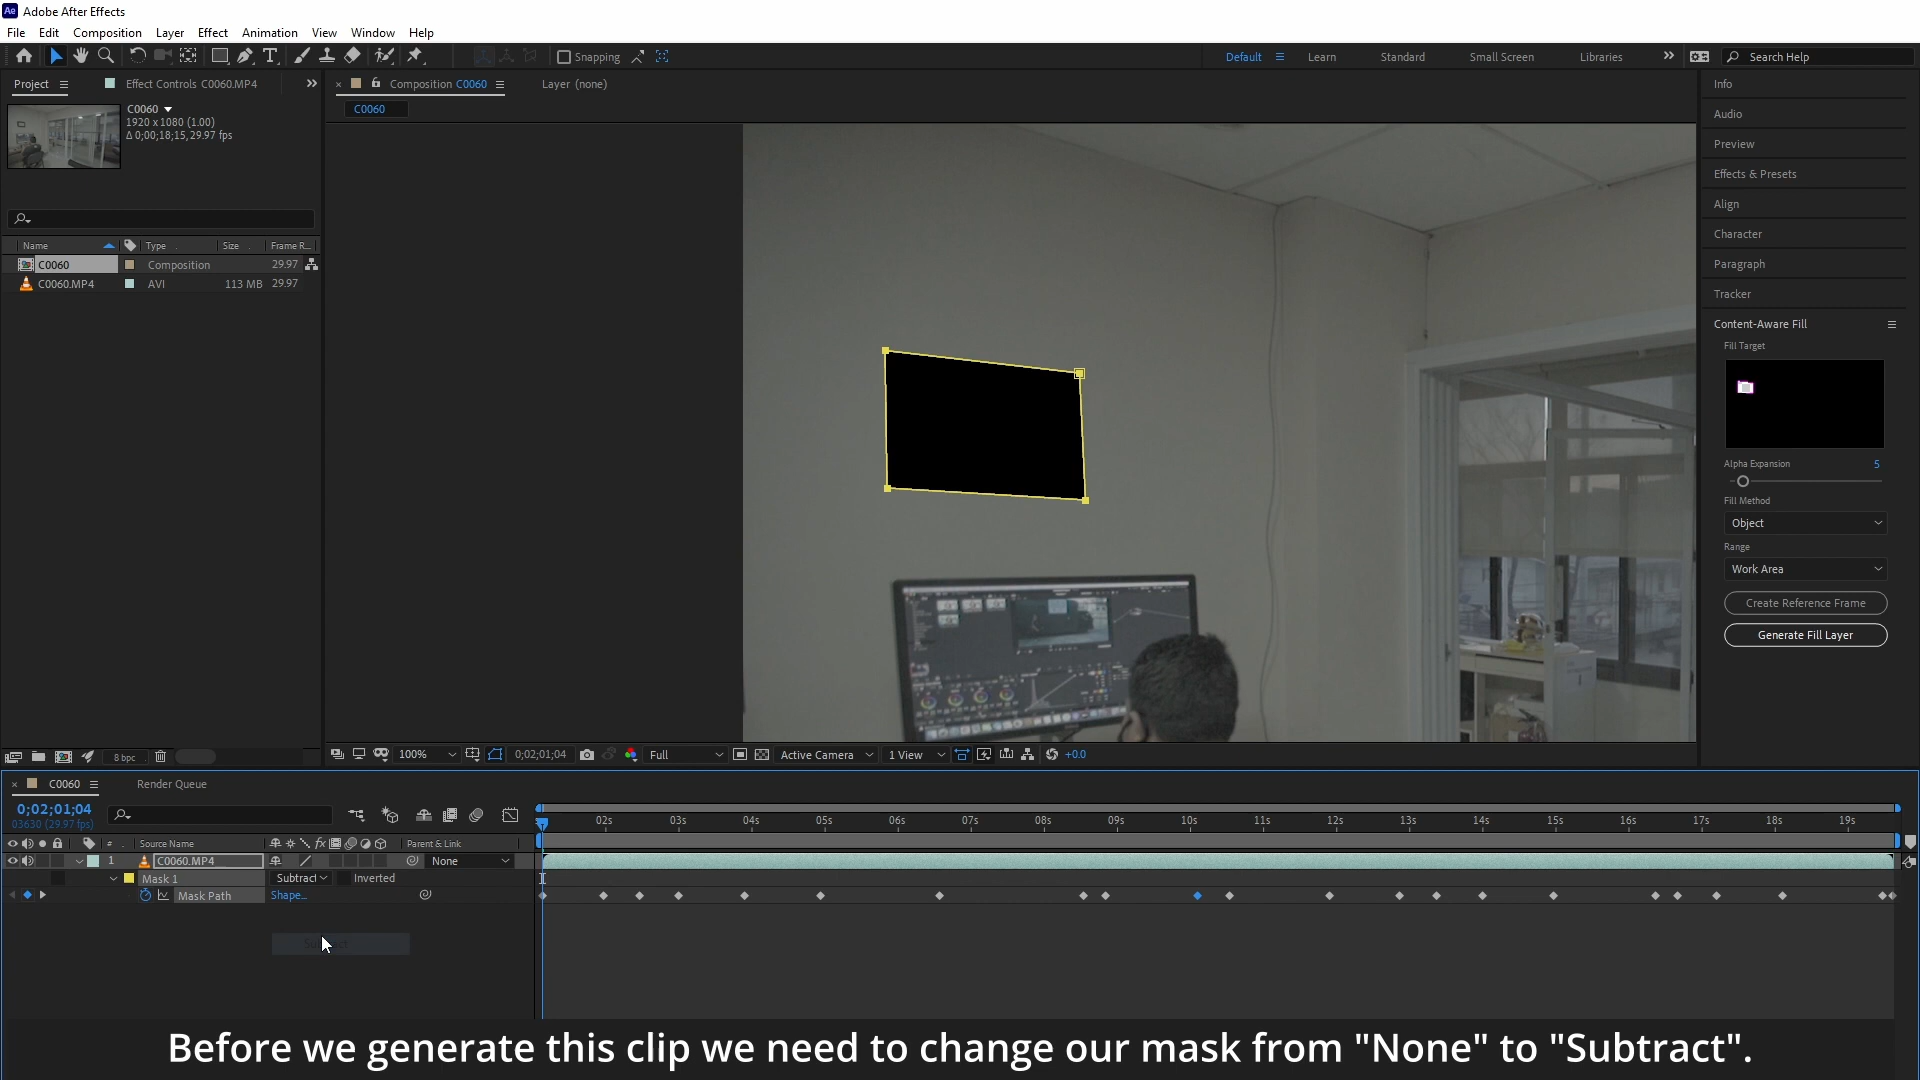 Ae Adobe After Effects
File Edit Composition Layer Effect Animation View Window Help
Snapping Default Learn Standard Small Screen Libraries Search Help
Project Effect Controls C0060.MP4
Composition C0060 Layer (none)
C0060
C0060
1920 x 1080 (1.00)
Δ 0;00;18;15, 29.97 fps
Name Type Size Frame R...
C0060 Composition 29.97
C0060.MP4 AVI 113 MB 29.97
8 bpc
100% 0;02;01;04 Full Active Camera 1 View +0.0
Info
Audio
Preview
Effects & Presets
Align
Character
Paragraph
Tracker
Content-Aware Fill
Fill Target
Alpha Expansion 5
Fill Method
Object
Range
Work Area
Create Reference Frame
Generate Fill Layer
C0060 Render Queue
0;02;01;04
03630 (29.97 fps)
02s 03s 04s 05s 06s 07s 08s 09s 10s 11s 12s 13s 14s 15s 16s 17s 18s 19s
# Source Name fx Parent & Link
1 C0060.MP4 None
Mask 1 Subtract Inverted
Mask Path Shape...
Before we generate this clip we need to change our mask from "None" to "Subtract".